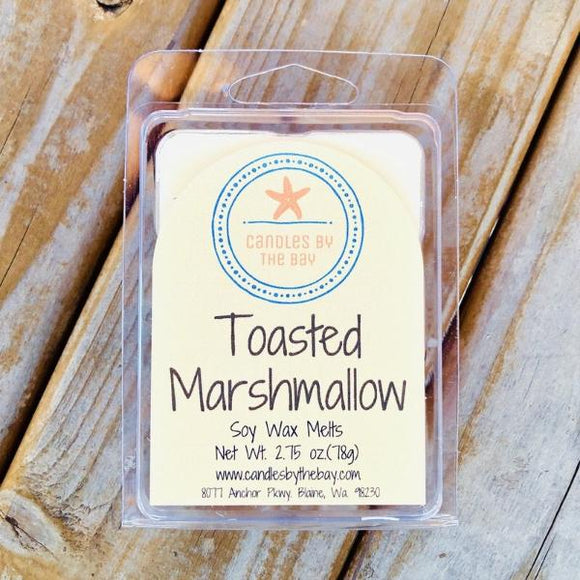 CANDLES BY
THE BAY
Toasted
Marshmallow
Soy Wax Melts
Net Wt. 2.75 oz.(78g)
www.candlesbythebay.com
8077 Anchor Pkwy. Blaine, Wa. 98230